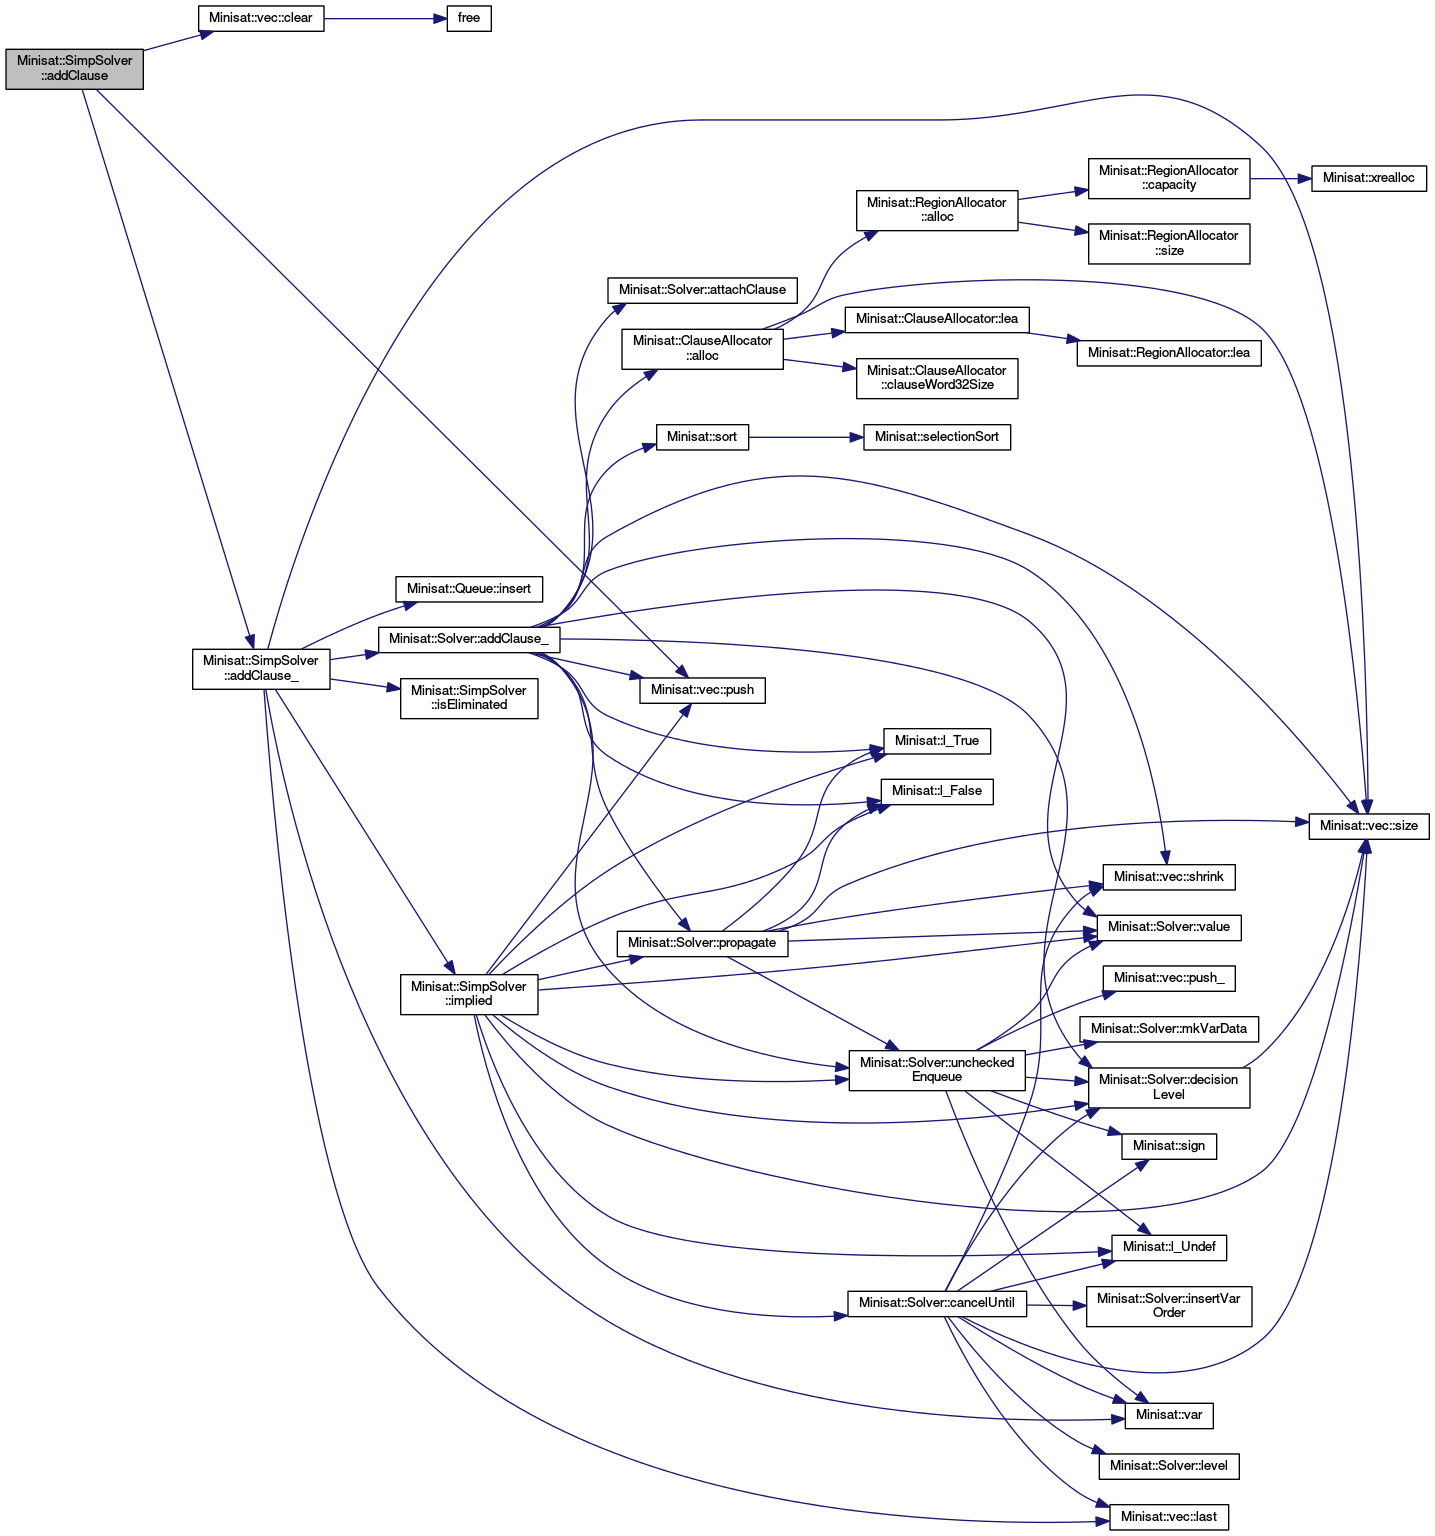 Minisat::vec::clear
free
Minisat::SimpSolver
::addClause
Minisat::RegionAllocator
::capacity
Minisat::xrealloc
Minisat::RegionAllocator
::alloc
Minisat::RegionAllocator
::size
Minisat::Solver::attachClause
Minisat::ClauseAllocator::lea
Minisat::ClauseAllocator
::alloc
Minisat::RegionAllocator::lea
Minisat::ClauseAllocator
::clauseWord32Size
Minisat::sort
Minisat::selectionSort
Minisat::Queue::insert
Minisat::Solver::addClause_
Minisat::SimpSolver
::addClause_
Minisat::SimpSolver
::isEliminated
Minisat::vec::push
Minisat::l_True
Minisat::l_False
Minisat::vec::size
Minisat::vec::shrink
Minisat::Solver::value
Minisat::Solver::propagate
Minisat::SimpSolver
::implied
Minisat::vec::push_
Minisat::Solver::mkVarData
Minisat::Solver::unchecked
Enqueue
Minisat::Solver::decision
Level
Minisat::sign
Minisat::l_Undef
Minisat::Solver::cancelUntil
Minisat::Solver::insertVar
Order
Minisat::var
Minisat::Solver::level
Minisat::vec::last